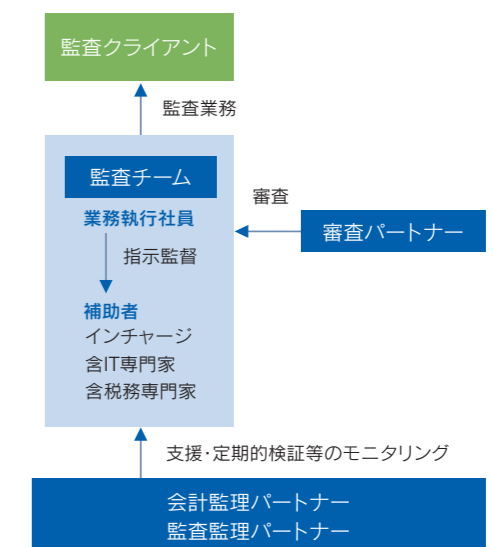 監査クライアント
監査業務
監査チーム
業務執行社員
指示監督
補助者
インチャージ
含IT専門家
含税務専門家
審査
審査パートナー
支援・定期的検証等のモニタリング
会計監理パートナー
監査監理パートナー